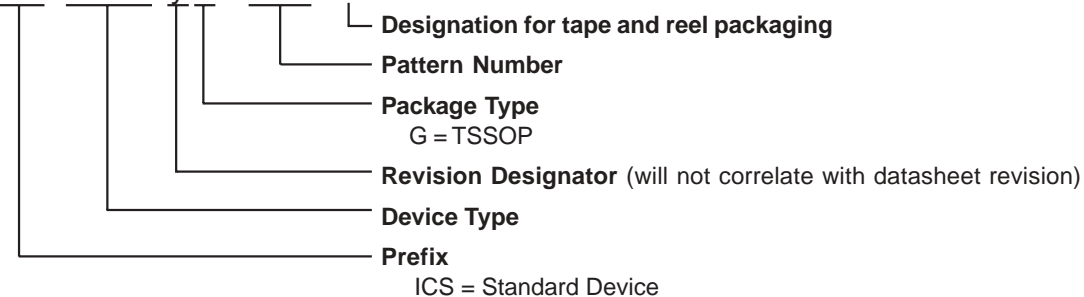 Designation for tape and reel packaging
Pattern Number
Package Type
G = TSSOP
Revision Designator (will not correlate with datasheet revision)
Device Type
Prefix
ICS = Standard Device